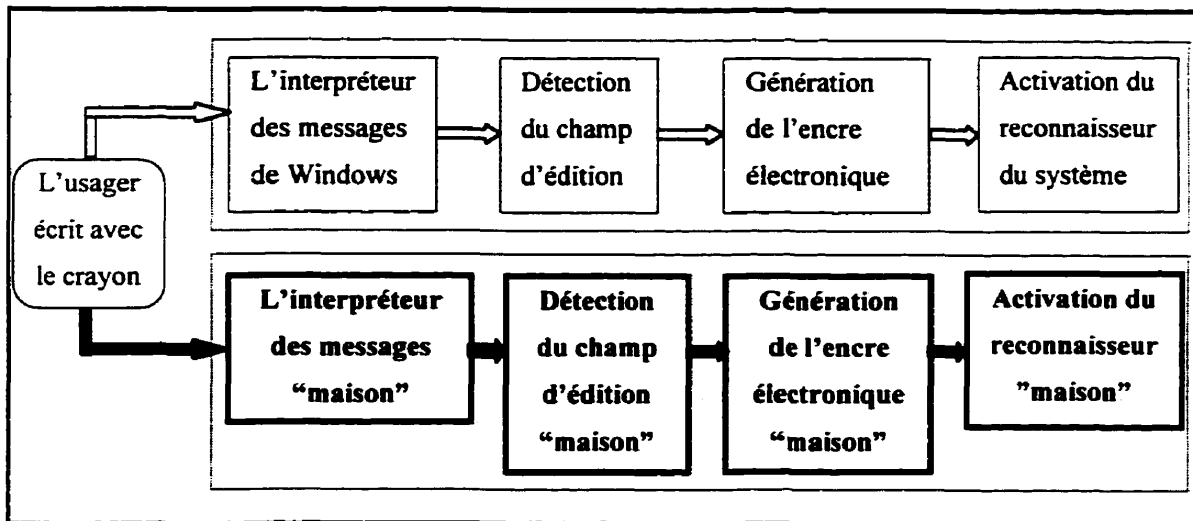 L'usager
écrit avec
le crayon
L'interpréteur
des messages
de Windows
Détection
du champ
d'édition
Génération
de l'encre
électronique
Activation du
reconnaisseur
du système
L'interpréteur
des messages
“maison”
Détection
du champ
d'édition
“maison”
Génération
de l'encre
électronique
“maison”
Activation du
reconnaisseur
”maison”